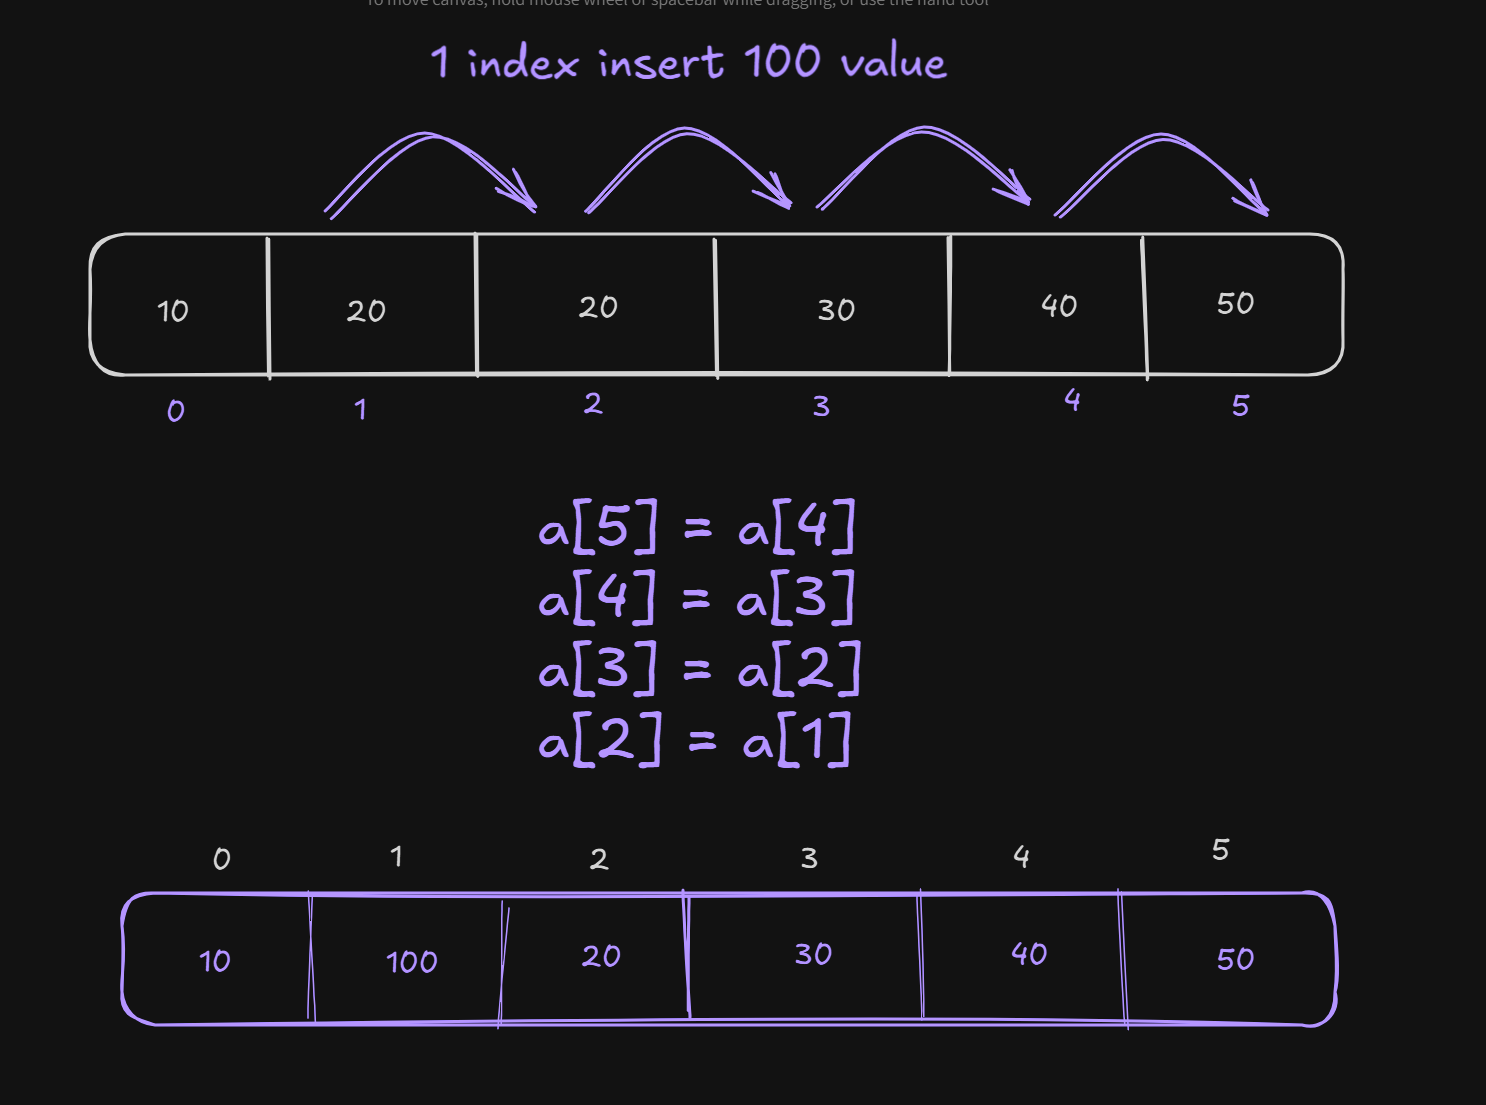 To move canvas, hold mouse wheel or spacebar while dragging, or use the hand tool
1 index insert 100 value
10 20 20 30 40 50
0 1 2 3 4 5
a[5] = a[4]
a[4] = a[3]
a[3] = a[2]
a[2] = a[1]
0 1 2 3 4 5
10 100 20 30 40 50